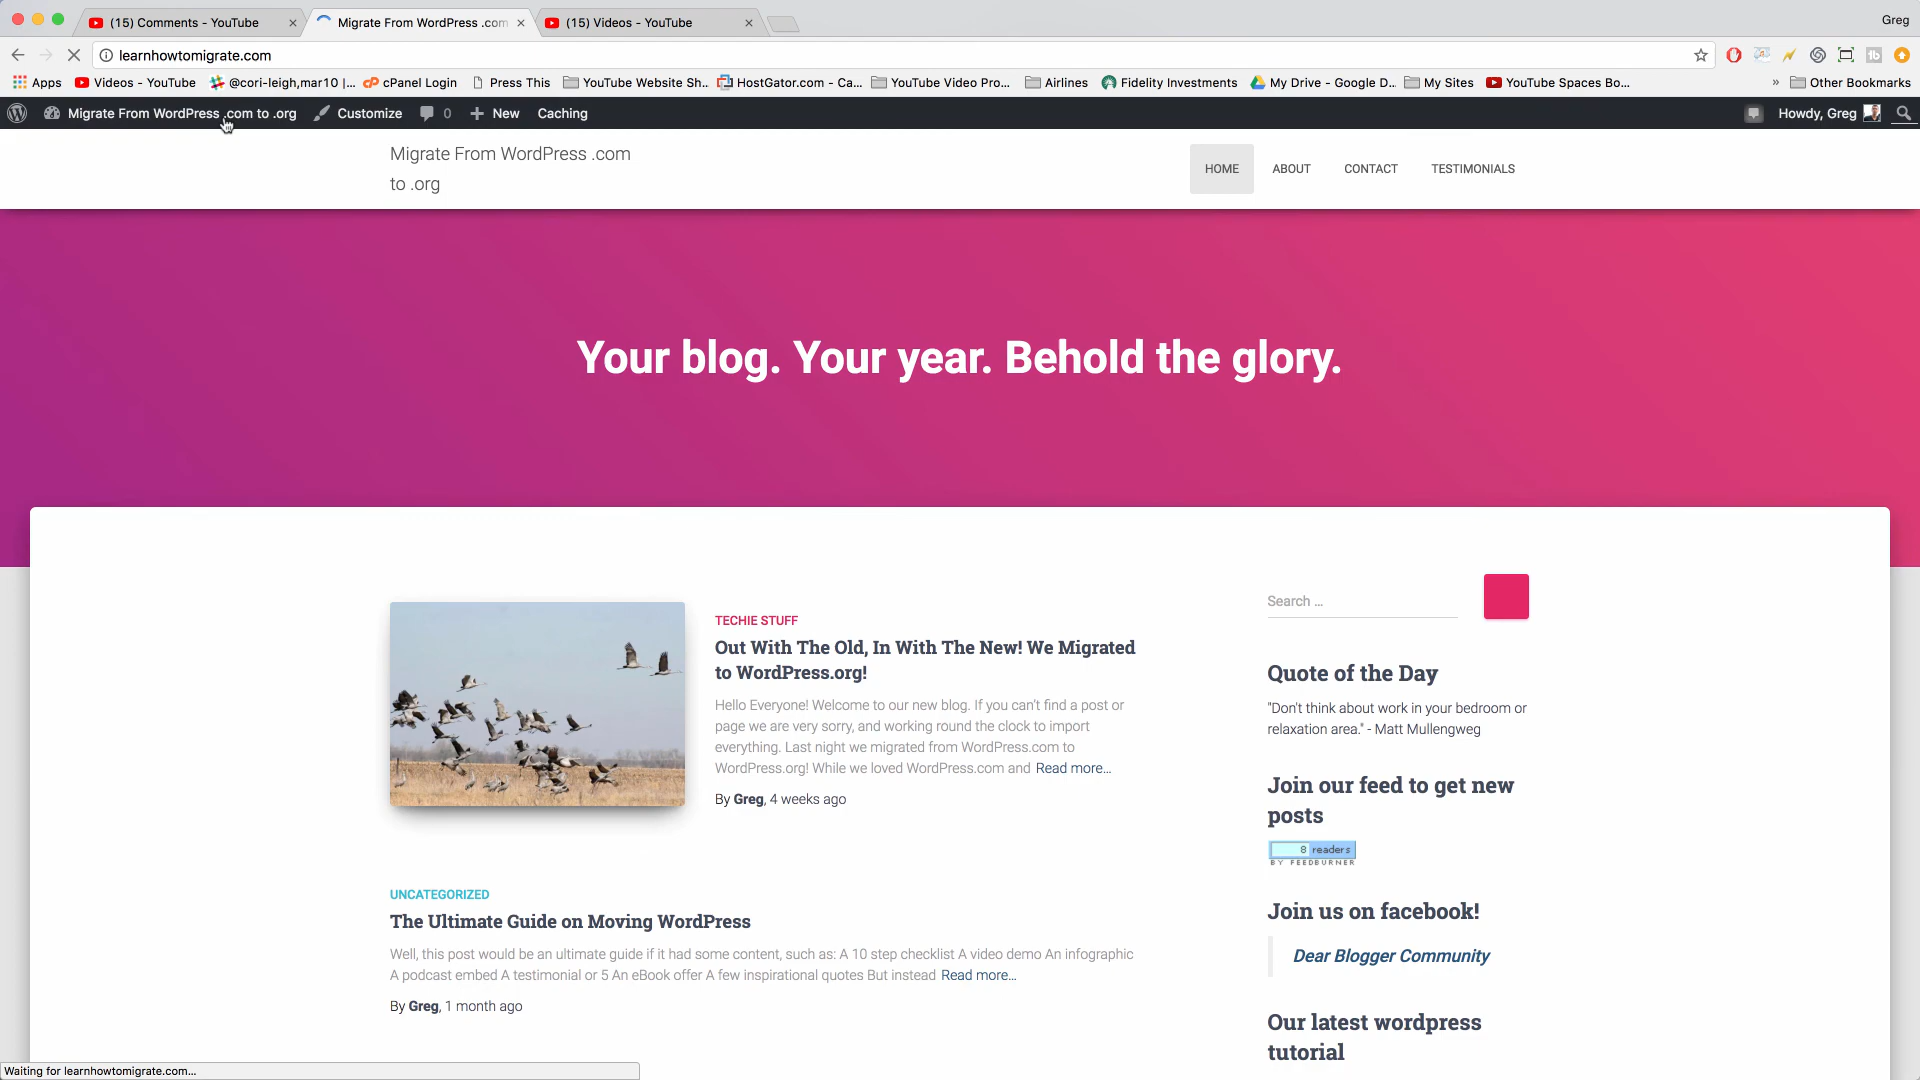 (15) Comments - YouTube
Migrate From WordPress .com
(15) Videos - YouTube
Greg
learnhowtomigrate.com
Apps
Videos - YouTube
@cori-leigh,mar10 |...
cPanel Login
Press This
YouTube Website Sh...
HostGator.com - Ca...
YouTube Video Pro...
Airlines
Fidelity Investments
My Drive - Google D...
My Sites
YouTube Spaces Bo...
»
Other Bookmarks
Migrate From WordPress .com to .org
Customize
0
New
Caching
Howdy, Greg
Migrate From WordPress .com
to .org
HOME
ABOUT
CONTACT
TESTIMONIALS
Your blog. Your year. Behold the glory.
TECHIE STUFF
Out With The Old, In With The New! We Migrated
to WordPress.org!
Hello Everyone! Welcome to our new blog. If you can't find a post or
page we are very sorry, and working round the clock to import
everything. Last night we migrated from WordPress.com to
WordPress.org! While we loved WordPress.com and Read more...
By Greg, 4 weeks ago
UNCATEGORIZED
The Ultimate Guide on Moving WordPress
Well, this post would be an ultimate guide if it had some content, such as: A 10 step checklist A video demo An infographic
A podcast embed A testimonial or 5 An eBook offer A few inspirational quotes But instead Read more...
By Greg, 1 month ago
Search ...
Quote of the Day
"Don't think about work in your bedroom or
relaxation area." - Matt Mullengweg
Join our feed to get new
posts
8 readers
BY FEEDBURNER
Join us on facebook!
Dear Blogger Community
Our latest wordpress
tutorial
Waiting for learnhowtomigrate.com...